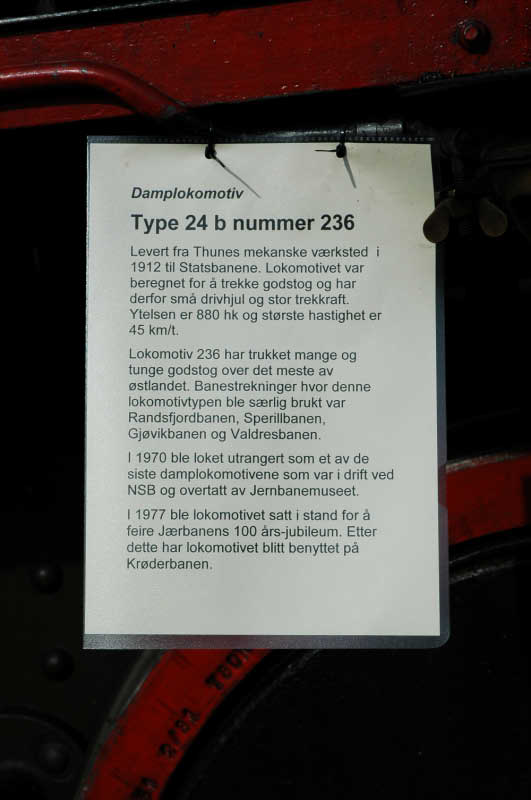 Damplokomotiv
Type 24 b nummer 236
Levert fra Thunes mekanske værksted i
1912 til Statsbanene. Lokomotivet var
beregnet for å trekke godstog og har
derfor små drivhjul og stor trekkraft.
Ytelsen er 880 hk og største hastighet er
45 km/t.
Lokomotiv 236 har trukket mange og
tunge godstog over det meste av
østlandet. Banestrekninger hvor denne
lokomotivtypen ble særlig brukt var
Randsfjordbanen, Sperillbanen,
Gjøvikbanen og Valdresbanen.
I 1970 ble loket utrangert som et av de
siste damplokomotivene som var i drift ved
NSB og overtatt av Jernbanemuseet.
I 1977 ble lokomotivet satt i stand for å
feire Jærbanens 100 års-jubileum. Etter
dette har lokomotivet blitt benyttet på
Krøderbanen.
2/82